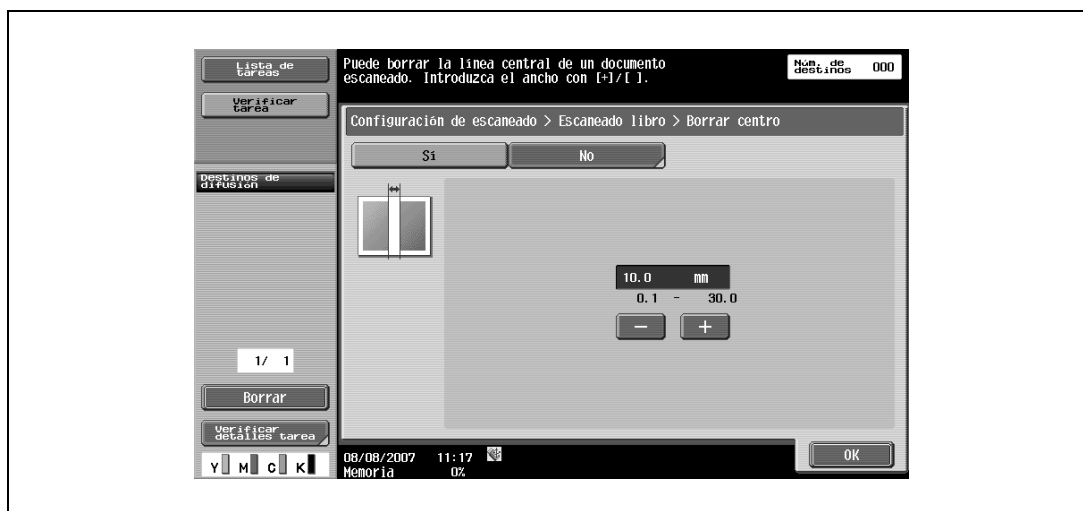 Lista de
tareas
Verificar
tarea
Destinos de
difusión
1/ 1
Borrar
Verificar
detalles tarea
Y M C K
Puede borrar la línea central de un documento
escaneado. Introduzca el ancho con [+]/[ ].
Núm. de
destinos 000
Configuración de escaneado > Escaneado libro > Borrar centro
Sí No
10.0 mm
0.1 - 30.0
− +
08/08/2007 11:17
Memoria 0%
OK